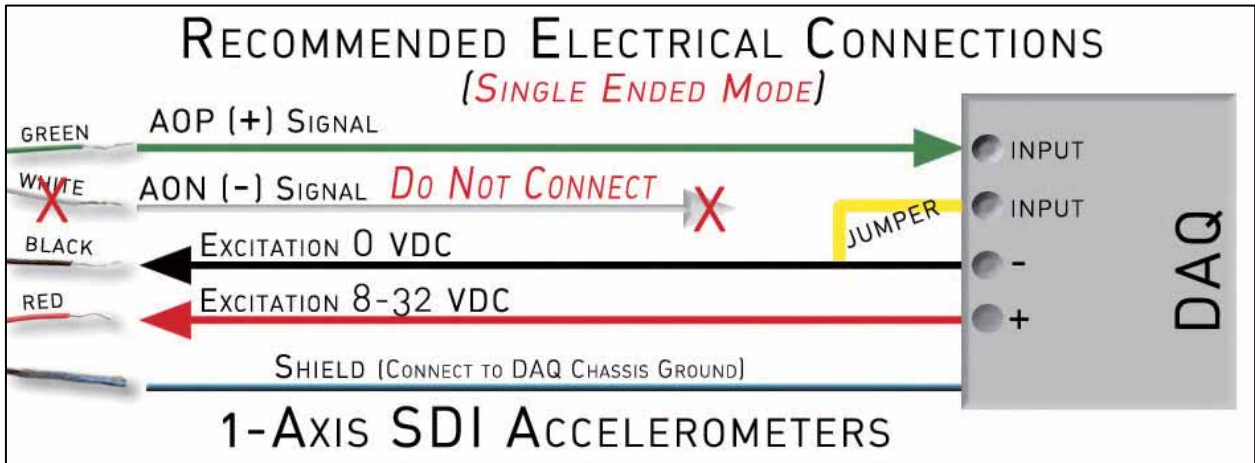 RECOMMENDED ELECTRICAL CONNECTIONS
(SINGLE ENDED MODE)
GREEN
AOP (+) SIGNAL
INPUT
WHITE
AON (-) SIGNAL DO NOT CONNECT
X
X
JUMPER
INPUT
BLACK
EXCITATION 0 VDC
-
RED
EXCITATION 8-32 VDC
+
DAQ
SHIELD (CONNECT TO DAQ CHASSIS GROUND)
1-AXIS SDI ACCELEROMETERS